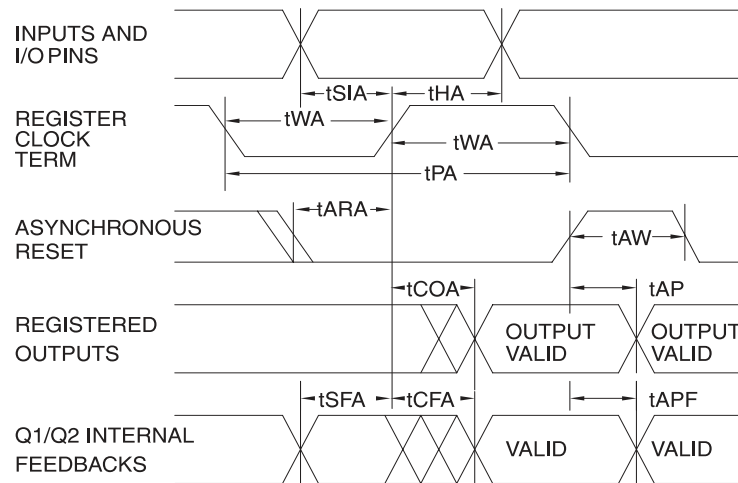 INPUTS AND
I/O PINS
tSIA
tHA
REGISTER
CLOCK
TERM
tWA
tWA
tPA
ASYNCHRONOUS
RESET
tARA
tAW
tCOA
tAP
REGISTERED
OUTPUTS
OUTPUT
VALID
OUTPUT
VALID
tSFA
tCFA
tAPF
Q1/Q2 INTERNAL
FEEDBACKS
VALID
VALID